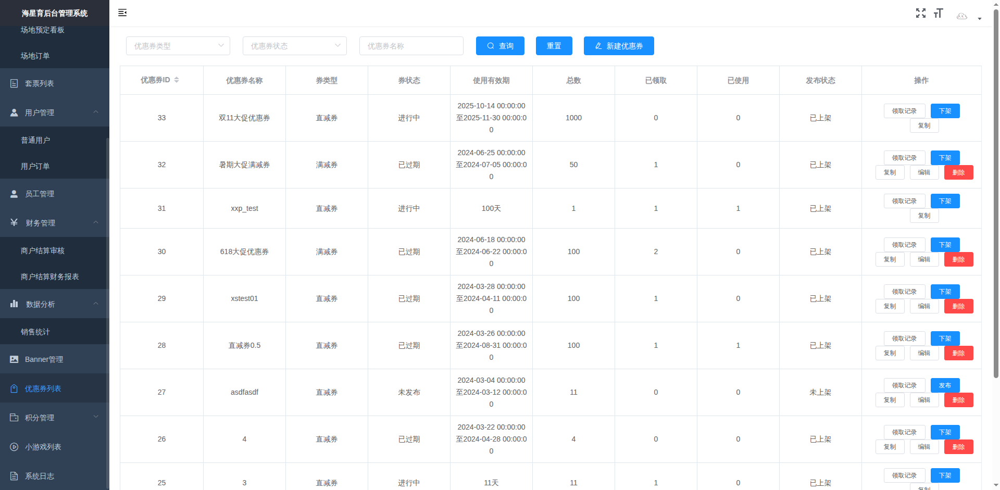 海星育后台管理系统
场地预定看板
场地订单
套票列表
用户管理
普通用户
用户订单
员工管理
财务管理
商户结算审核
商户结算财务报表
数据分析
销售统计
Banner管理
优惠券列表
积分管理
小游戏列表
系统日志
优惠券类型 优惠券状态 优惠券名称 查询 重置 新建优惠券
优惠券ID 优惠券名称 券类型 券状态 使用有效期 总数 已领取 已使用 发布状态 操作
33 双11大促优惠券 直减券 进行中 2025-10-14 00:00:00 至2025-11-30 00:00:00 1000 0 0 已上架 领取记录 下架 复制
32 暑期大促满减券 满减券 已过期 2024-06-25 00:00:00 至2024-07-05 00:00:00 50 1 0 已上架 领取记录 下架 复制 编辑 删除
31 xxp_test 直减券 进行中 100天 1 1 1 已上架 领取记录 下架 复制
30 618大促优惠券 满减券 已过期 2024-06-18 00:00:00 至2024-06-22 00:00:00 100 2 0 已上架 领取记录 下架 复制 编辑 删除
29 xstest01 直减券 已过期 2024-03-28 00:00:00 至2024-04-11 00:00:00 100 1 0 已上架 领取记录 下架 复制 编辑 删除
28 直减券0.5 直减券 已过期 2024-03-26 00:00:00 至2024-08-31 00:00:00 100 1 1 已上架 领取记录 下架 复制 编辑 删除
27 asdfasdf 直减券 未发布 2024-03-04 00:00:00 至2024-03-12 00:00:00 11 0 0 未上架 领取记录 发布 复制 编辑 删除
26 4 直减券 已过期 2024-03-22 00:00:00 至2024-04-28 00:00:00 4 0 0 已上架 领取记录 下架 复制 编辑 删除
25 3 直减券 进行中 11天 11 1 0 已上架 领取记录 下架 复制